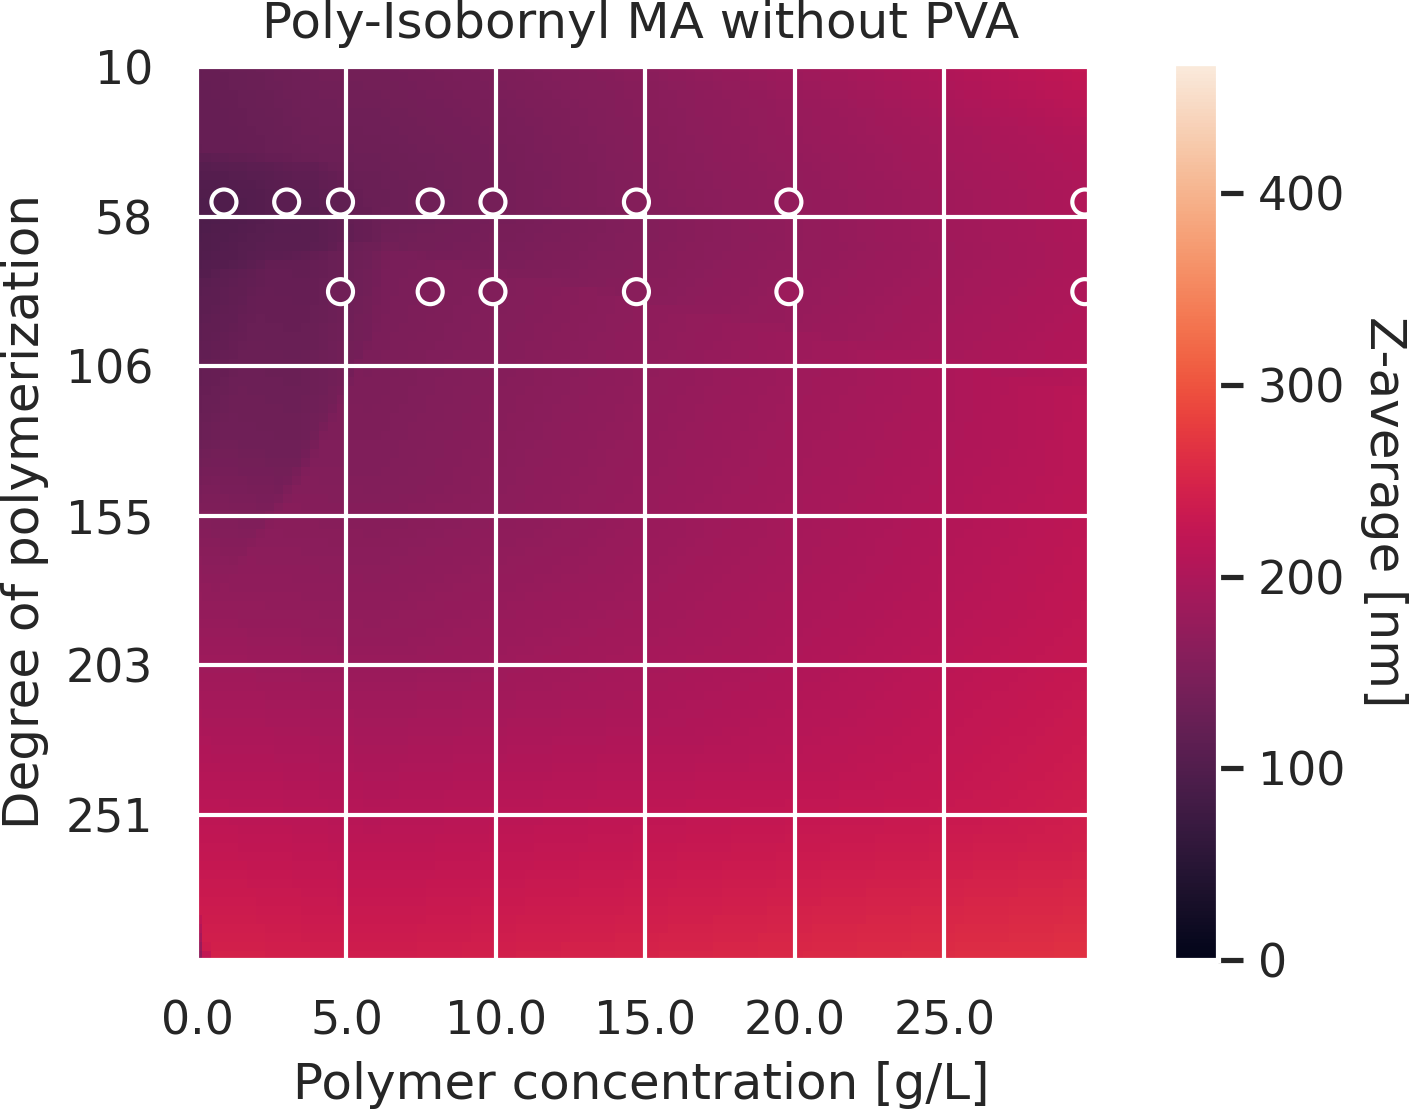 Poly-Isobornyl MA without PVA
10
58
106
155
203
251
Degree of polymerization
0.0 5.0 10.0 15.0 20.0 25.0
Polymer concentration [g/L]
400
300
200
100
0
Z-average [nm]